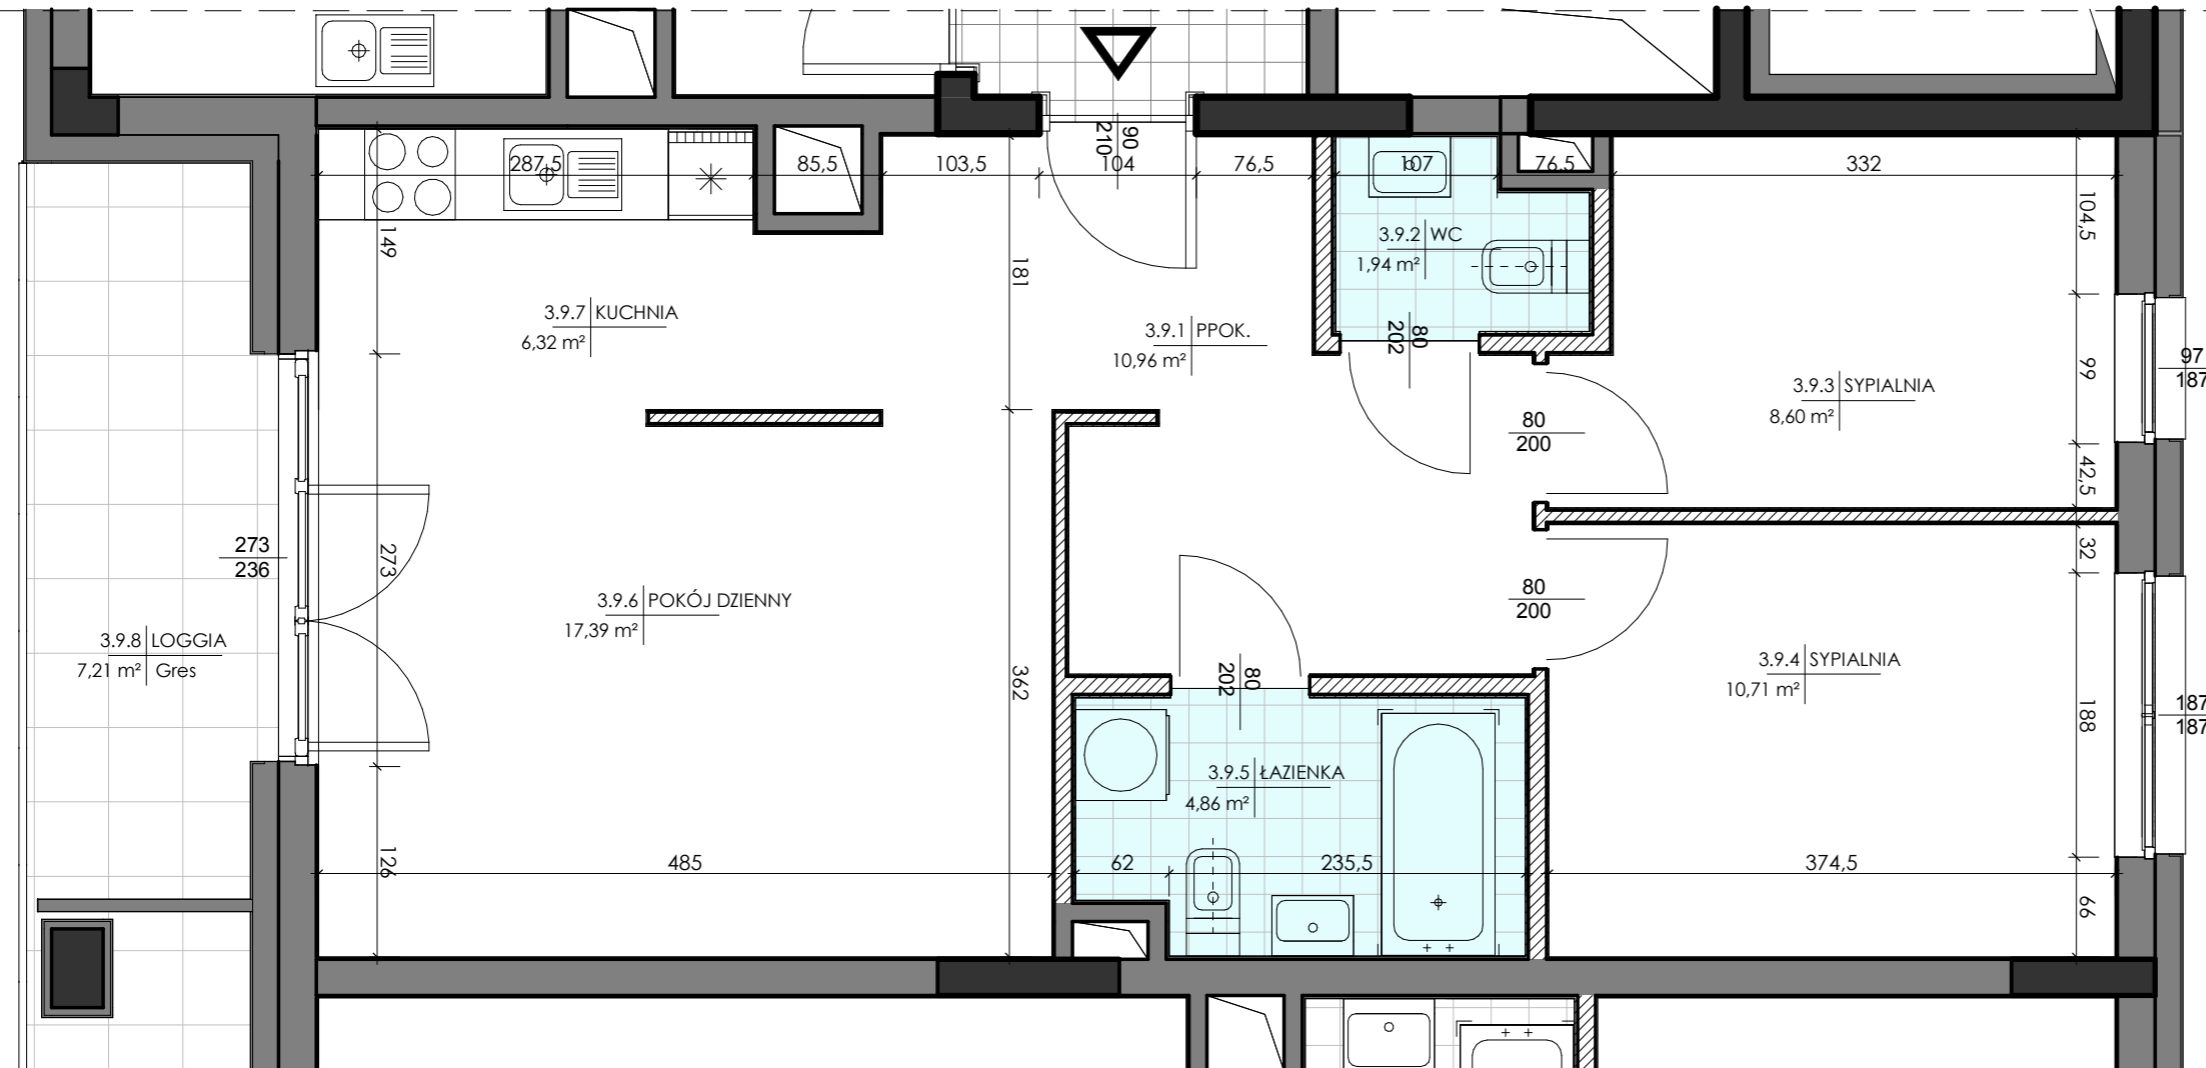 90
210
287,5
85,5
103,5
104
76,5
107
76,5
332
104,5
149
181
3.9.2 WC
1,94 m²
3.9.7 KUCHNIA
6,32 m²
3.9.1 PPOK.
10,96 m²
80
202
99
97
187
3.9.3 SYPIALNIA
8,60 m²
80
200
42,5
273
236
273
32
80
200
3.9.6 POKÓJ DZIENNY
17,39 m²
3.9.8 LOGGIA
7,21 m² Gres
362
80
202
3.9.4 SYPIALNIA
10,71 m²
188
187
187
3.9.5 ŁAZIENKA
4,86 m²
126
485
62
235,5
374,5
66